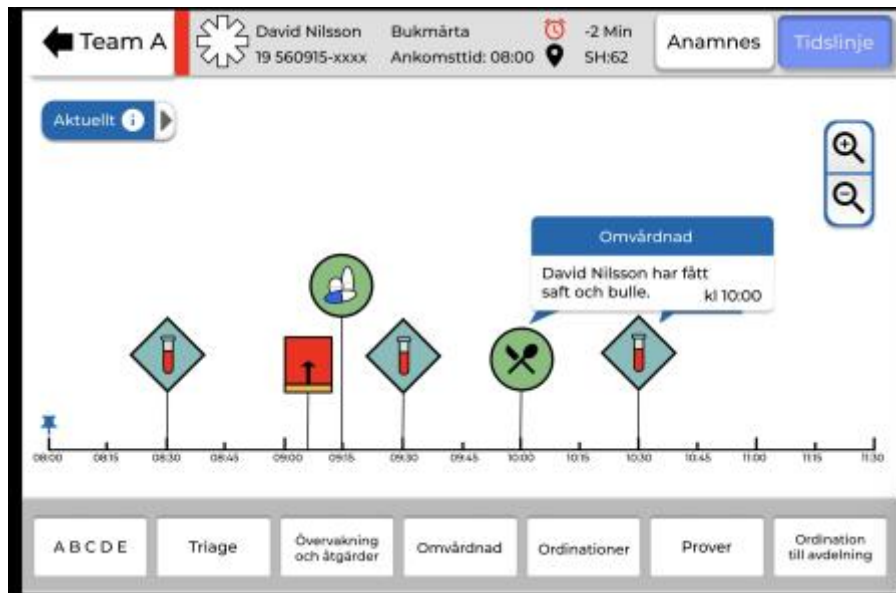 Team A
David Nilsson
19 560915-xxxx
Bukmärta
Ankomsttid: 08:00
-2 Min
SH:62
Anamnes
Tidslinje
Aktuellt
Omvårdnad
David Nilsson har fått
saft och bulle.
kl 10:00
08:00 08:15 08:30 08:45 09:00 09:15 09:30 09:45 10:00 10:15 10:30 10:45 11:00 11:15 11:30
A B C D E
Triage
Övervakning
och åtgärder
Omvårdnad
Ordinationer
Prover
Ordination
till avdelning